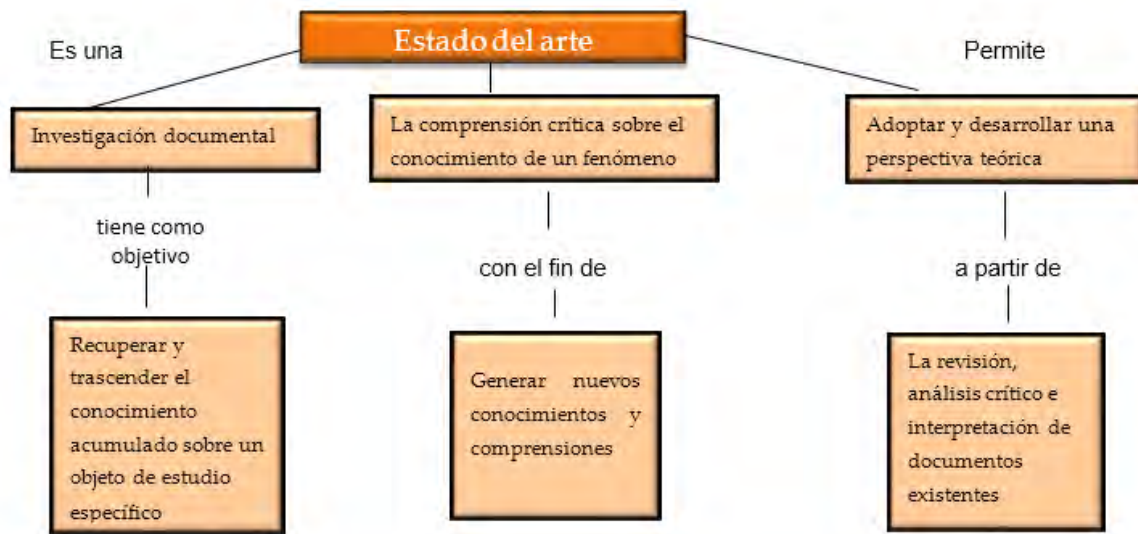 Estado del arte
Es una
Permite
Investigación documental
La comprensión crítica sobre el
conocimiento de un fenómeno
Adoptar y desarrollar una
perspectiva teórica
tiene como
objetivo
con el fin de
a partir de
Recuperar y
trascender el
conocimiento
acumulado sobre un
objeto de estudio
específico
Generar nuevos
conocimientos y
comprensiones
La revisión,
análisis crítico e
interpretación de
documentos
existentes